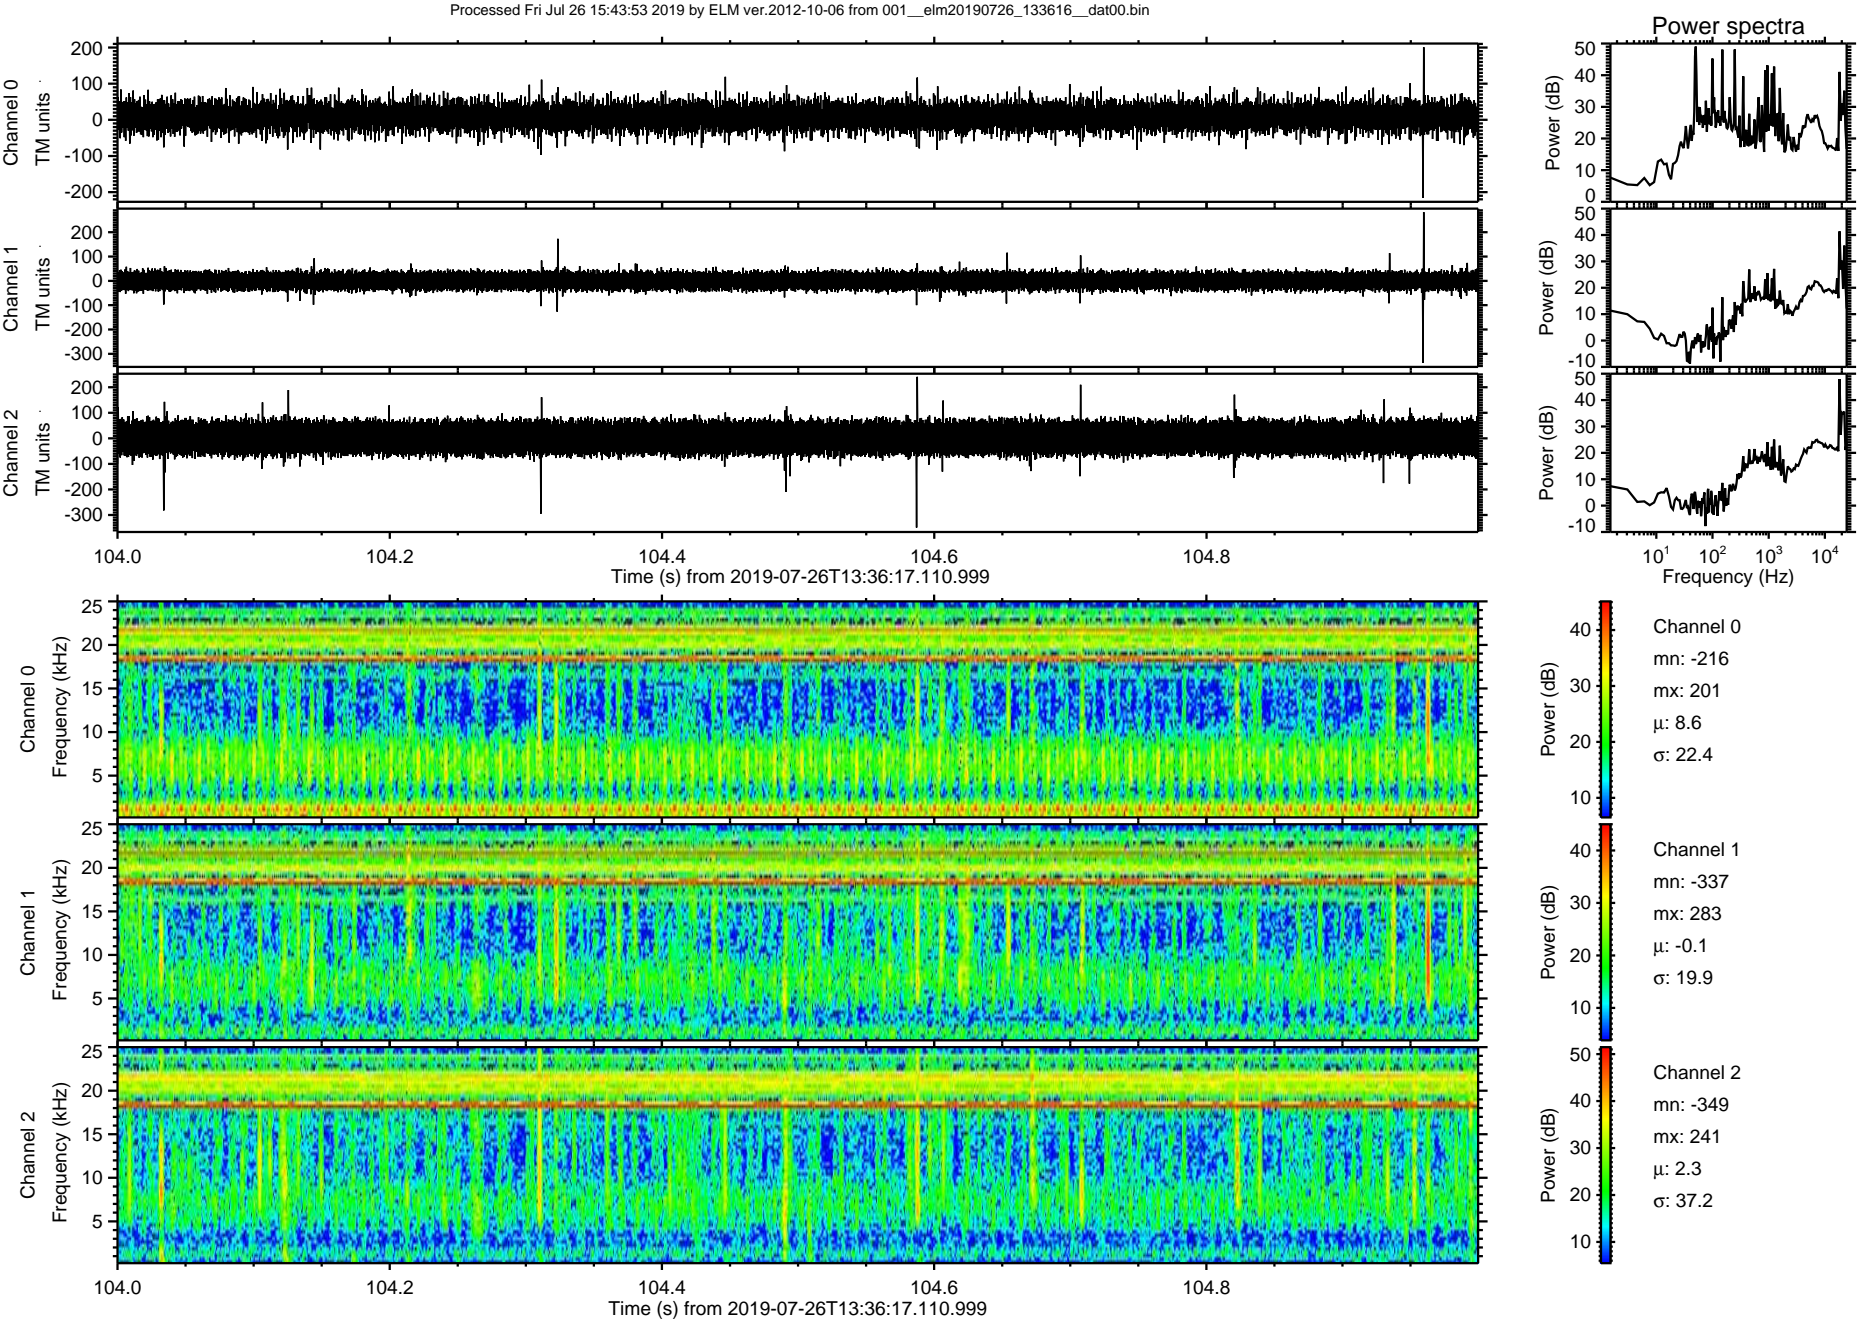 Processed Fri Jul 26 15:43:53 2019 by ELM ver.2012-10-06 from 001__elm20190726_133616__dat00.bin
Power spectra
Channel 0
TM units
200
100
0
-100
-200
Power (dB)
50
40
30
20
10
0
Channel 1
TM units
200
100
0
-100
-200
-300
Power (dB)
50
40
30
20
10
0
-10
Channel 2
TM units
200
100
0
-100
-200
-300
Power (dB)
50
40
30
20
10
0
-10
104.0 104.2 104.4 104.6 104.8
Time (s) from 2019-07-26T13:36:17.110.999
10¹ 10² 10³ 10⁴
Frequency (Hz)
Channel 0
Frequency (kHz)
25
20
15
10
5
Power (dB)
40
30
20
10
Channel 0
mn: -216
mx: 201
μ: 8.6
σ: 22.4
Channel 1
Frequency (kHz)
25
20
15
10
5
Power (dB)
40
30
20
10
Channel 1
mn: -337
mx: 283
μ: -0.1
σ: 19.9
Channel 2
Frequency (kHz)
25
20
15
10
5
Power (dB)
50
40
30
20
10
Channel 2
mn: -349
mx: 241
μ: 2.3
σ: 37.2
104.0 104.2 104.4 104.6 104.8
Time (s) from 2019-07-26T13:36:17.110.999